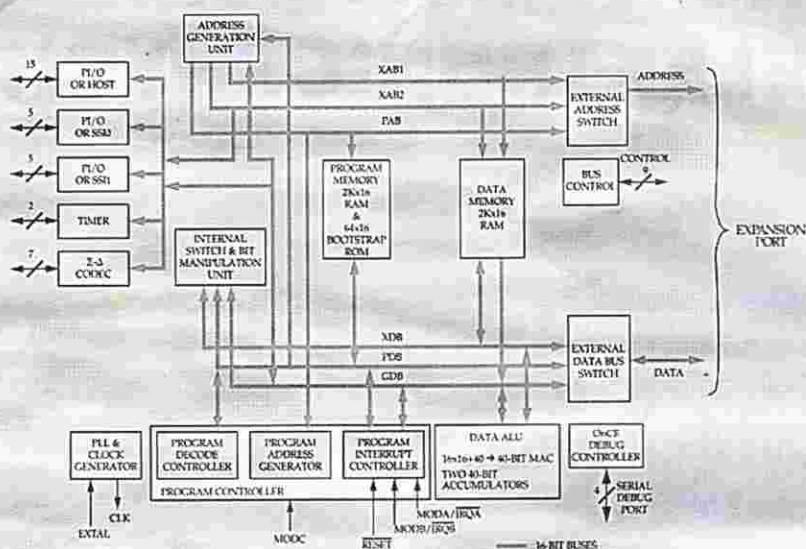 ADDRESS
GENERATION
UNIT
15
PI/O
OR HOST
5
PI/O
OR SSI0
5
PI/O
OR SSI1
2
TIMER
7
Σ-Δ
CODEC
XAB1
XAB2
PAB
EXTERNAL
ADDRESS
SWITCH
ADDRESS
BUS
CONTROL
CONTROL
9
PROGRAM
MEMORY
2Kx16
RAM
&
64x16
BOOTSTRAP
ROM
DATA
MEMORY
2Kx16
RAM
EXPANSION
PORT
INTERNAL
SWITCH & BIT
MANIPULATION
UNIT
XDB
PDB
GDB
EXTERNAL
DATA BUS
SWITCH
DATA
PLL &
CLOCK
GENERATOR
EXTAL
CLK
PROGRAM
DECODE
CONTROLLER
PROGRAM
ADDRESS
GENERATOR
PROGRAM
INTERRUPT
CONTROLLER
PROGRAM CONTROLLER
DATA ALU
16x16+40 → 40-BIT MAC
TWO 40-BIT
ACCUMULATORS
OnCE
DEBUG
CONTROLLER
4
SERIAL
DEBUG
PORT
MODA/IRQA
MODB/IRQB
MODC
RESET
16-BIT BUSES